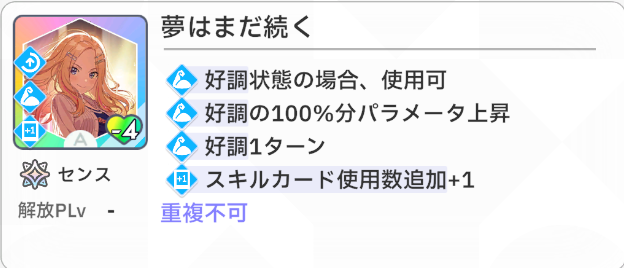 夢はまだ続く
好調状態の場合、使用可
好調の100%分パラメータ上昇
好調1ターン
+1 スキルカード使用数追加+1
重複不可
+1
-4
A
センス
解放PLv -